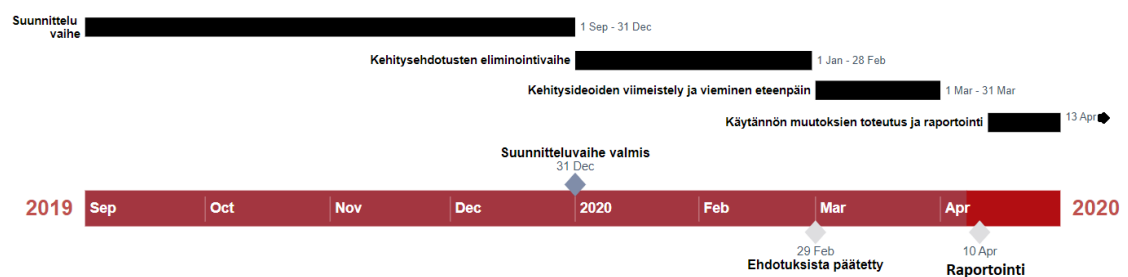 Suunnittelu
vaihe
1 Sep - 31 Dec
Kehitysehdotusten eliminointivaihe
1 Jan - 28 Feb
Kehitysideoiden viimeistely ja vieminen eteenpäin
1 Mar - 31 Mar
Käytännön muutoksien toteutus ja raportointi
13 Apr
Suunnitteluvaihe valmis
31 Dec
2019 Sep Oct Nov Dec 2020 Feb Mar Apr 2020
29 Feb
Ehdotuksista päätetty
10 Apr
Raportointi